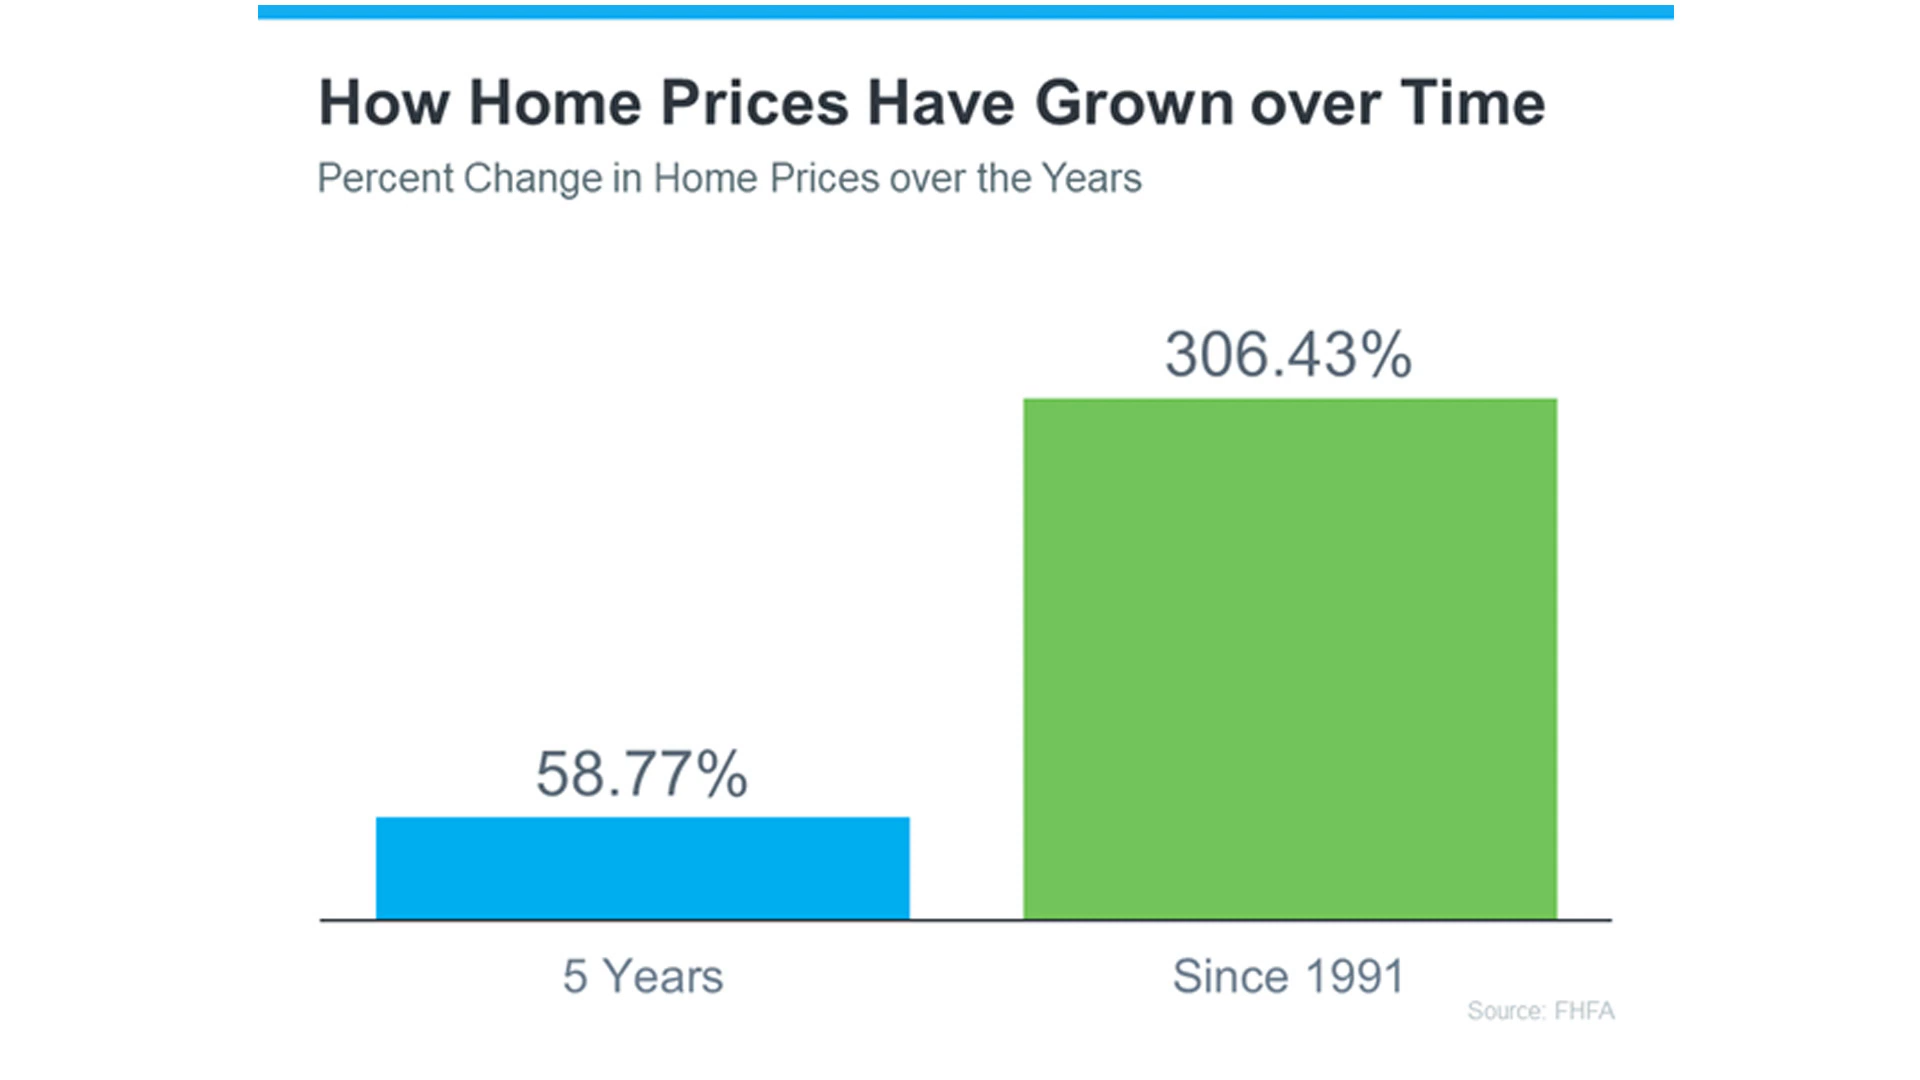 How Home Prices Have Grown over Time
Percent Change in Home Prices over the Years
306.43%
58.77%
5 Years
Since 1991
Source: FHFA